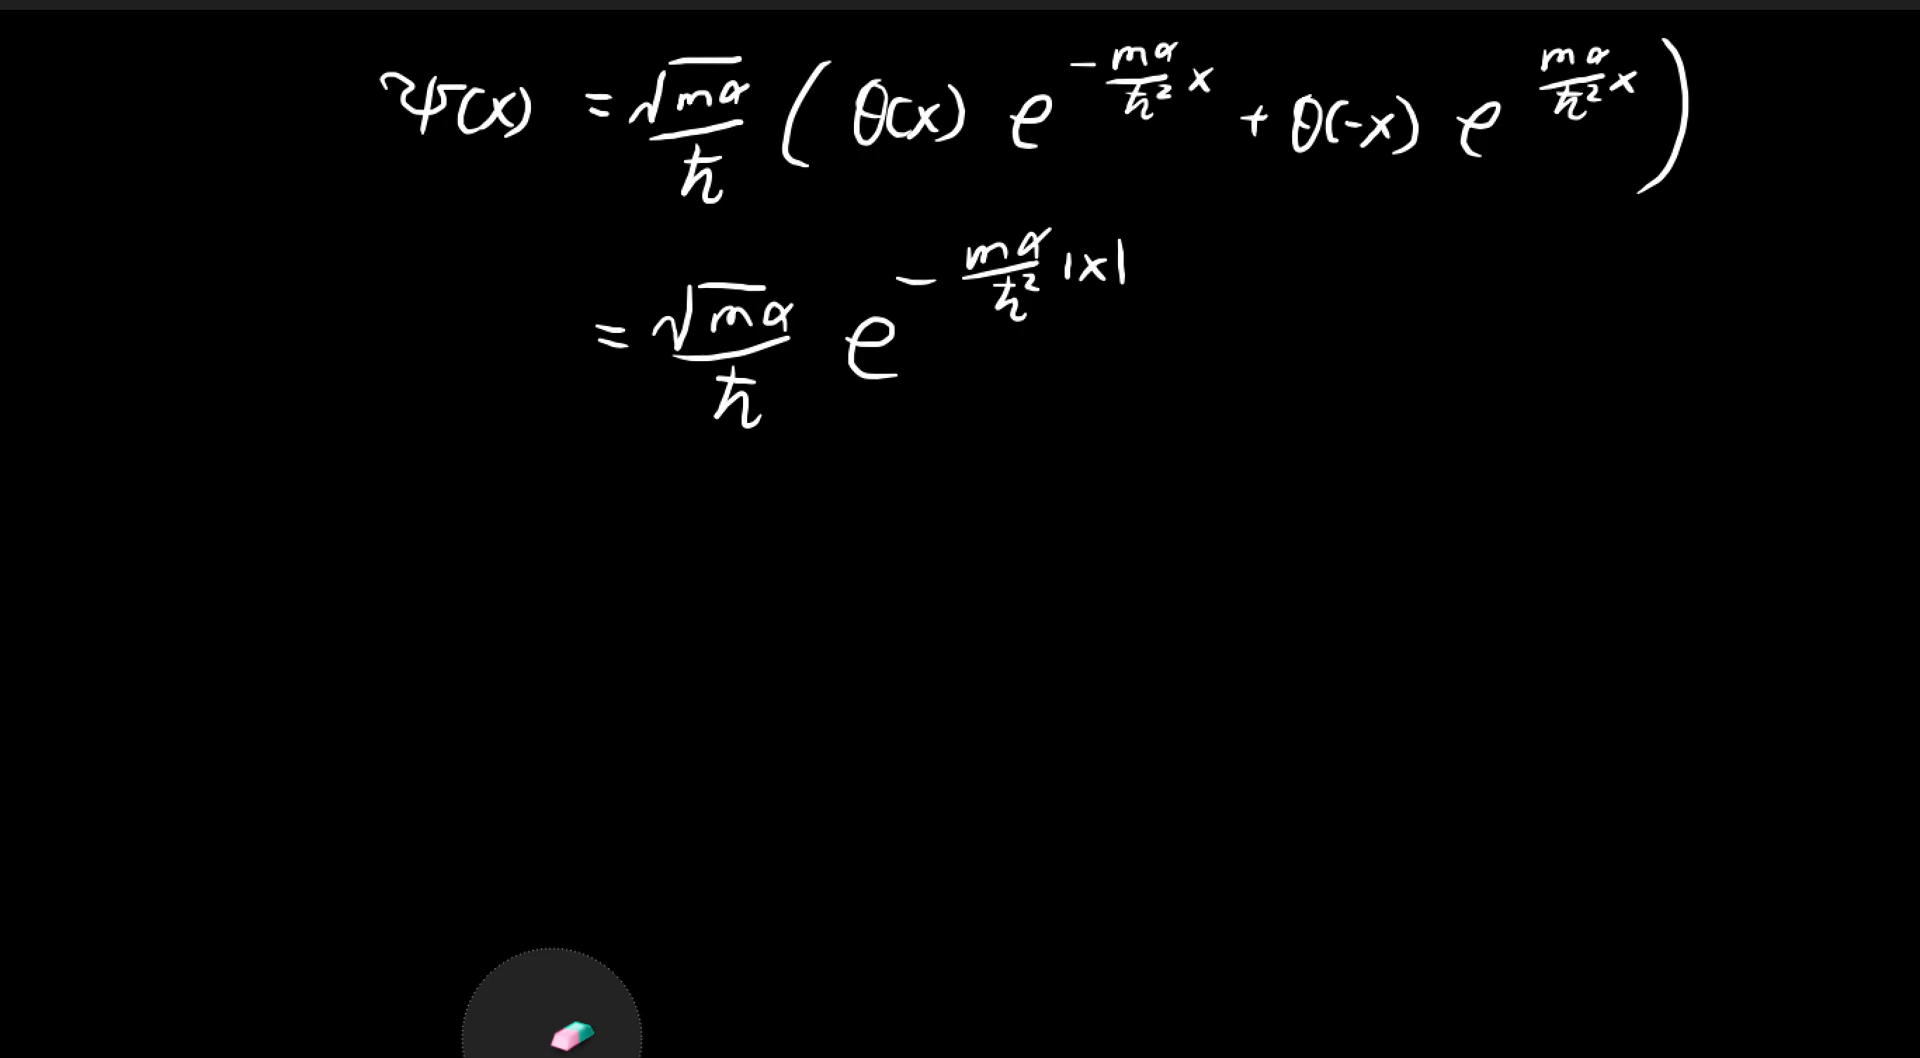 ψ(x) = √(mα)/ℏ ( θ(x) e^(-mα/ℏ² x) + θ(-x) e^(mα/ℏ² x) )
= √(mα)/ℏ e^(-mα/ℏ² |x|)